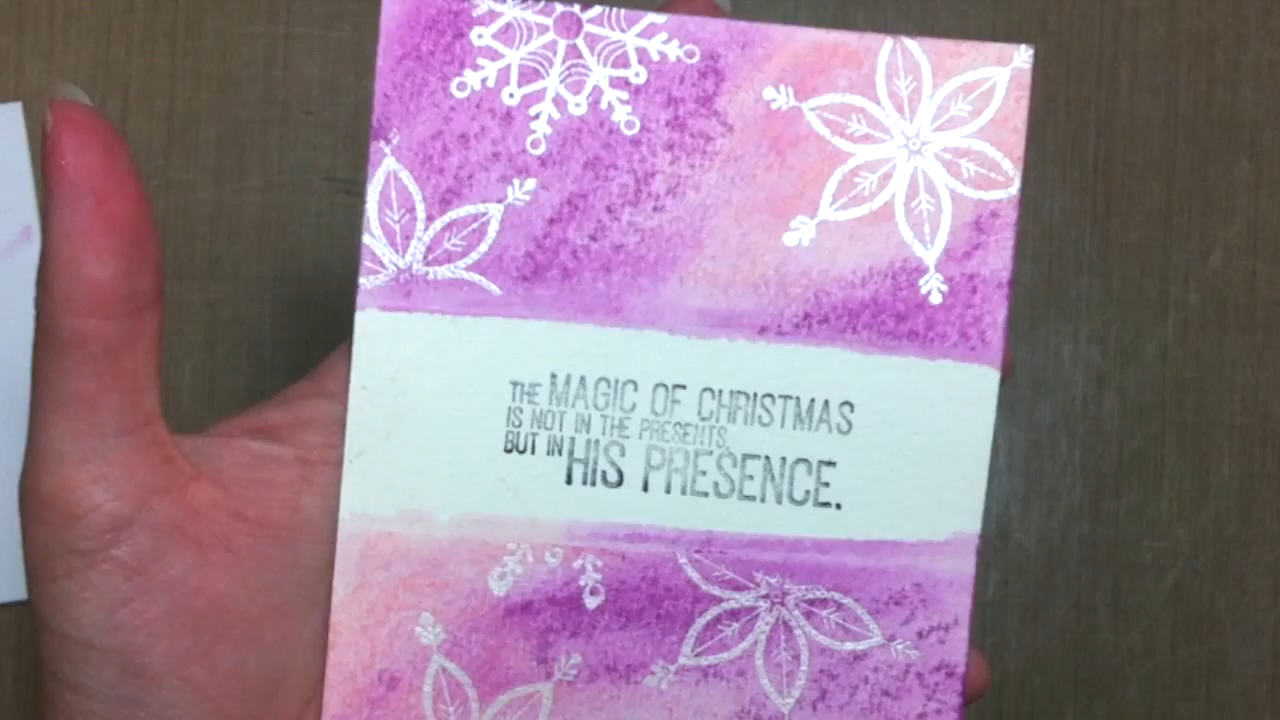 THE MAGIC OF CHRISTMAS
IS NOT IN THE PRESENTS,
BUT IN HIS PRESENCE.